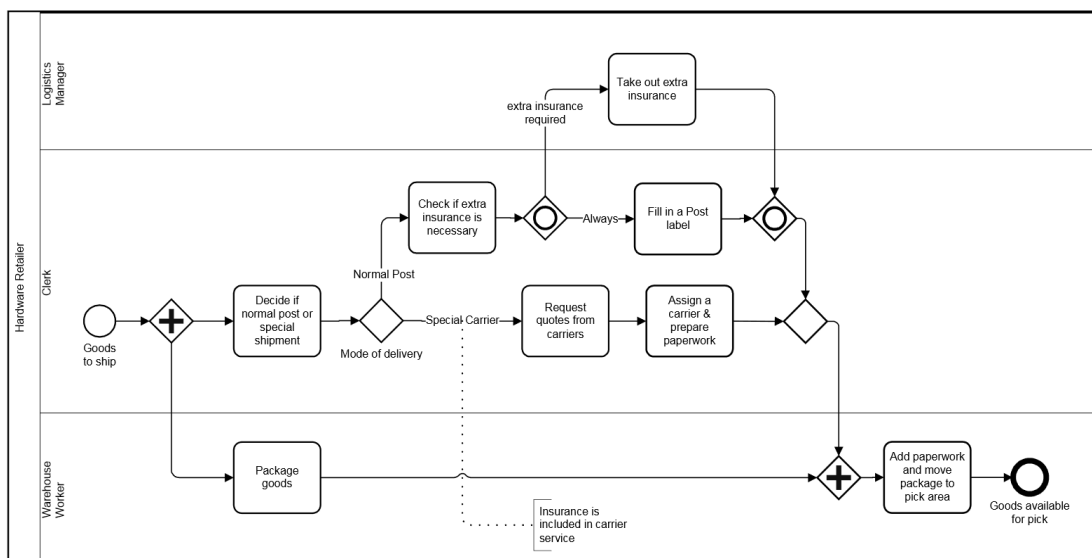 Hardware Retailer
Logistics
Manager
Take out extra
insurance
extra insurance
required
Clerk
Check if extra
insurance is
necessary
Always
Fill in a Post
label
Normal Post
Goods
to ship
Decide if
normal post or
special
shipment
Mode of delivery
Special Carrier
Request
quotes from
carriers
Assign a
carrier &
prepare
paperwork
Warehouse
Worker
Package
goods
Insurance is
included in carrier
service
Add paperwork
and move
package to
pick area
Goods available
for pick